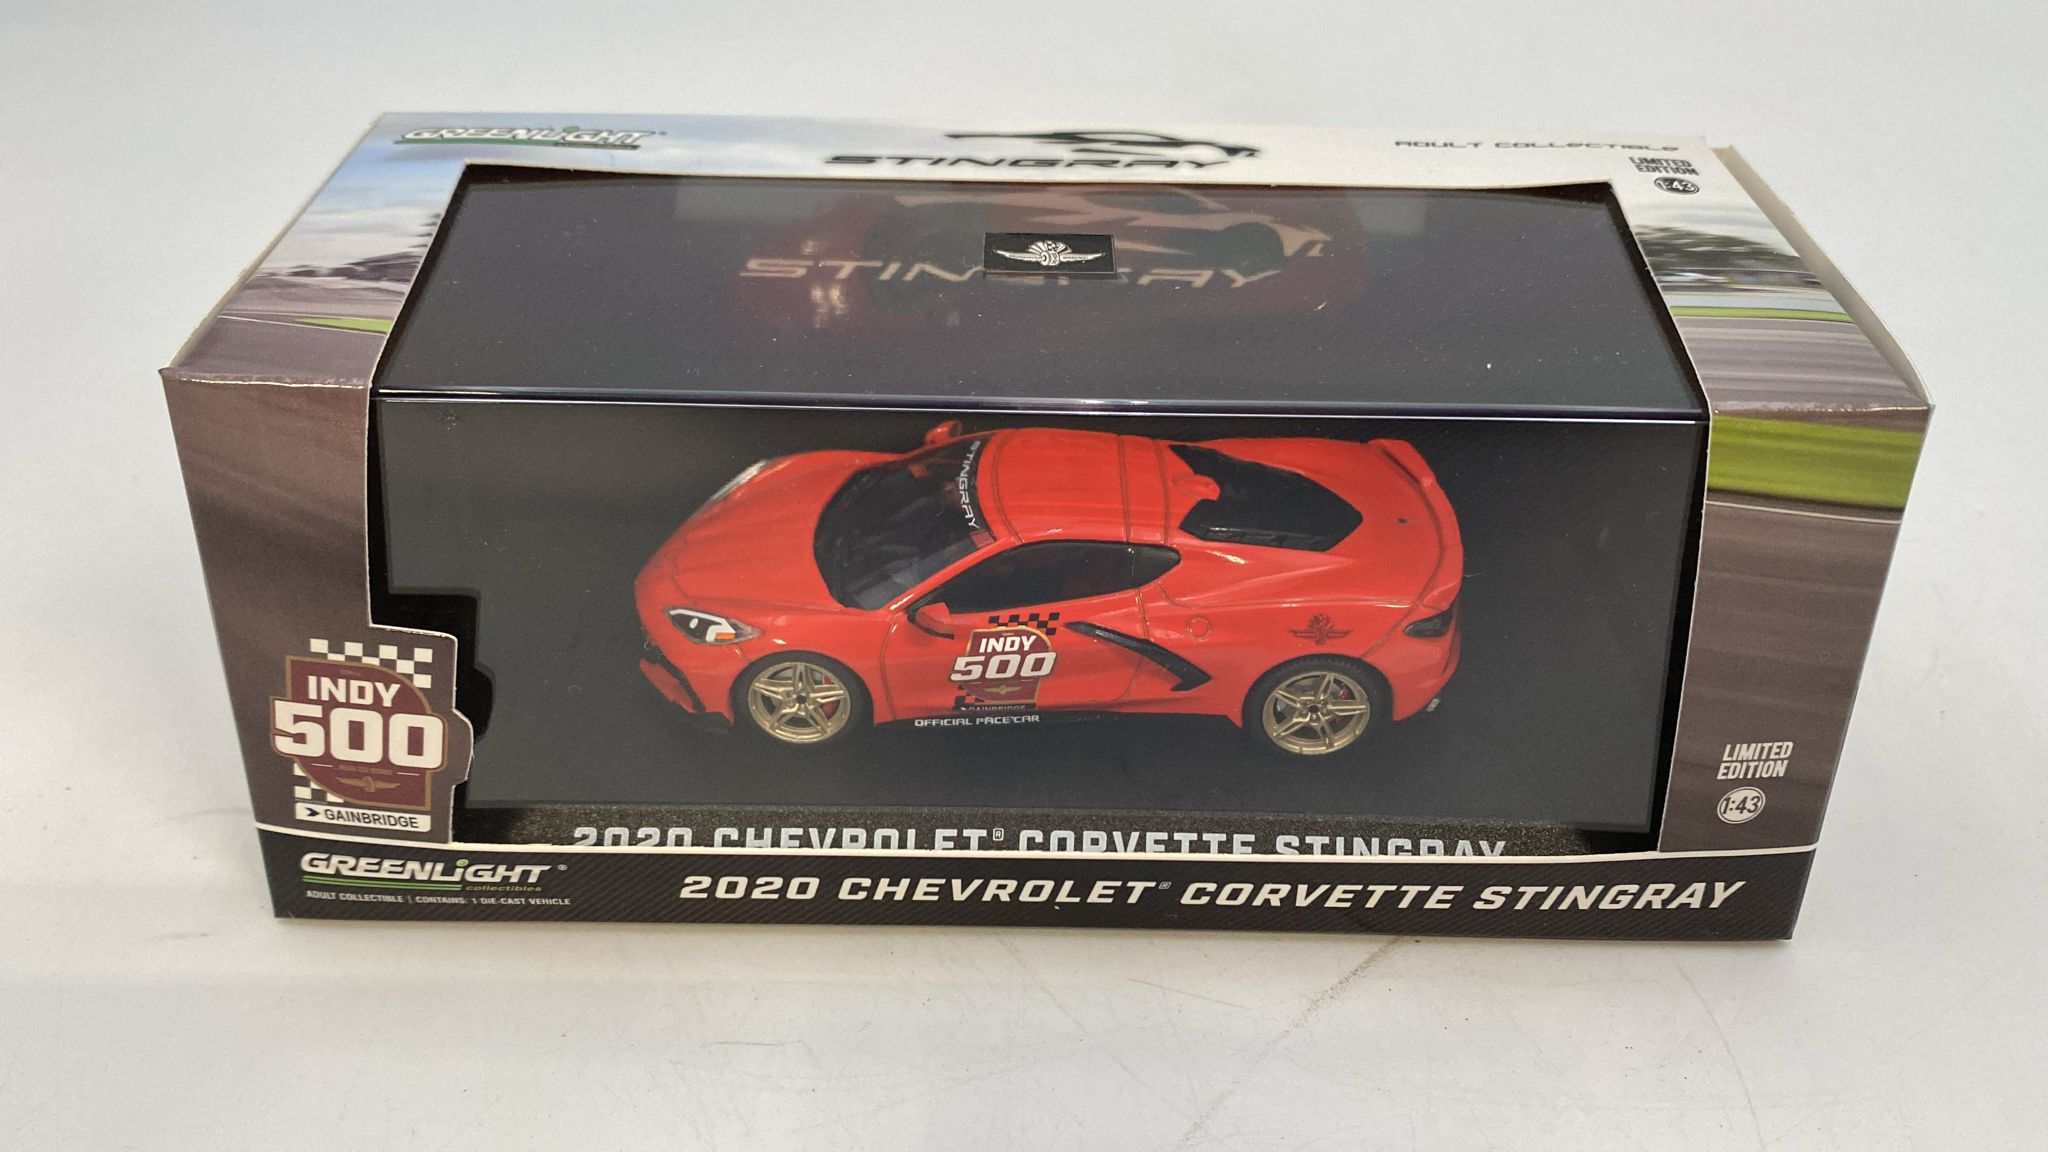 GREENLiGHT
STINGRAY
ADULT COLLECTIBLE
LIMITED
EDITION
1:43
STINGRAY
STINGRAY
INDY
500
GAINBRIDGE
OFFICIAL PACE CAR
INDY
500
GAINBRIDGE
LIMITED
EDITION
1:43
2020 CHEVROLET® CORVETTE STINGRAY
GREENLiGHT®
collectibles
ADULT COLLECTIBLE | CONTAINS: 1 DIE-CAST VEHICLE
2020 CHEVROLET® CORVETTE STINGRAY